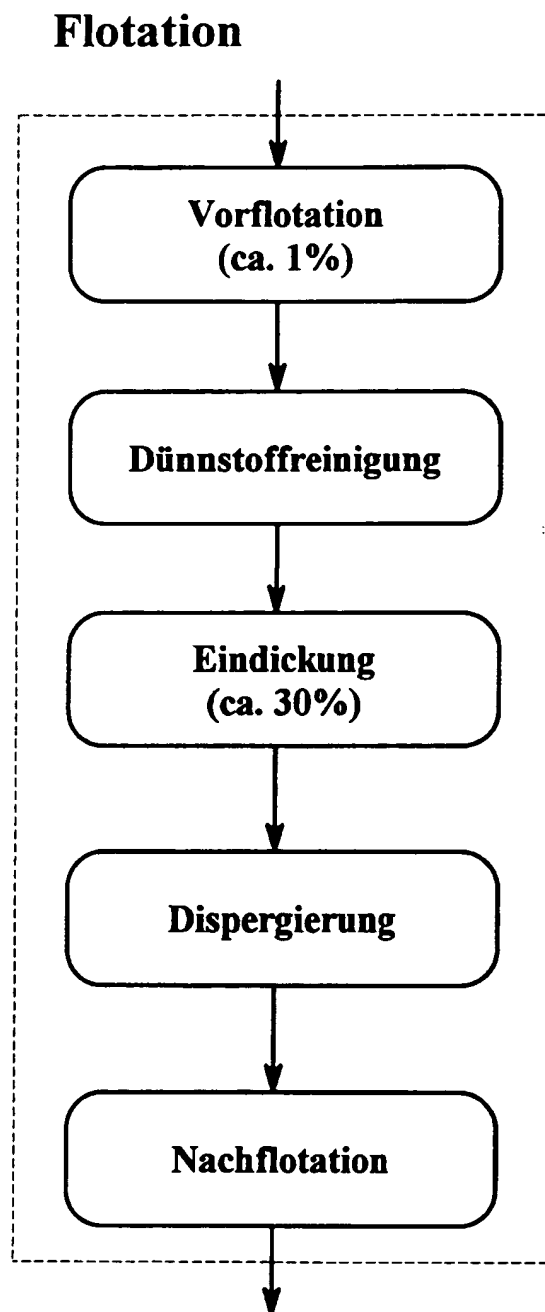 Flotation
Vorflotation
(ca. 1%)
Dünnstoffreinigung
Eindickung
(ca. 30%)
Dispergierung
Nachflotation